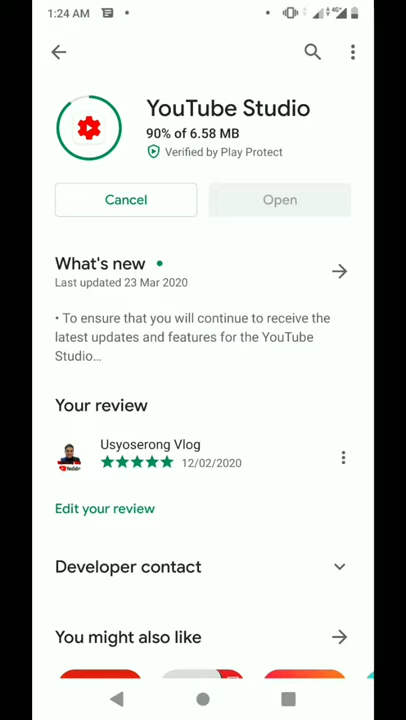 1:24 AM
4G
YouTube Studio
90% of 6.58 MB
Verified by Play Protect
Cancel
Open
What's new •
Last updated 23 Mar 2020
• To ensure that you will continue to receive the
latest updates and features for the YouTube
Studio…
Your review
Usyoserong Vlog
12/02/2020
Edit your review
Developer contact
You might also like